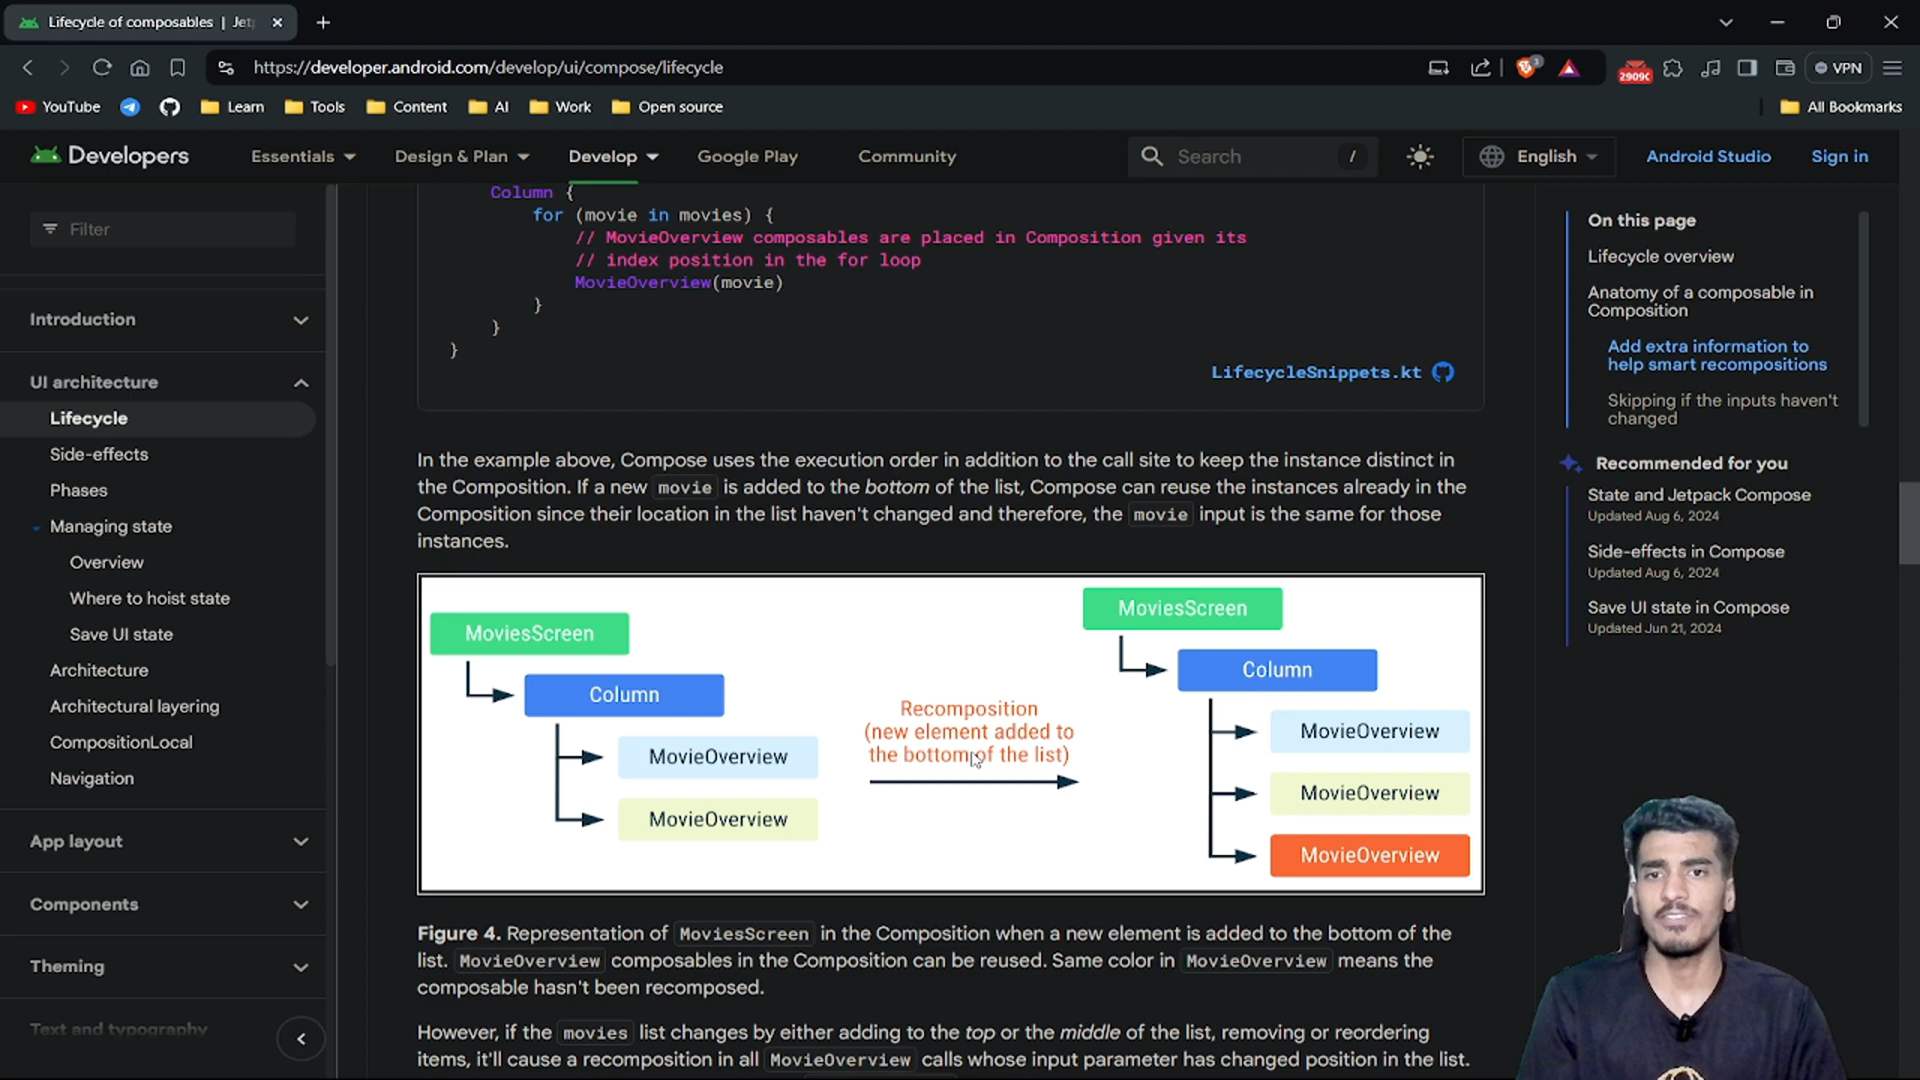 Lifecycle of composables | Jetp
https://developer.android.com/develop/ui/compose/lifecycle
2909C
VPN
YouTube
Learn
Tools
Content
AI
Work
Open source
All Bookmarks
Developers
Essentials
Design & Plan
Develop
Google Play
Community
Search
/
English
Android Studio
Sign in
Filter
Introduction
UI architecture
Lifecycle
Side-effects
Phases
Managing state
Overview
Where to hoist state
Save UI state
Architecture
Architectural layering
CompositionLocal
Navigation
App layout
Components
Theming
Text and typography
Column {
for (movie in movies) {
// MovieOverview composables are placed in Composition given its
// index position in the for loop
MovieOverview(movie)
}
}
}
LifecycleSnippets.kt
In the example above, Compose uses the execution order in addition to the call site to keep the instance distinct in
the Composition. If a new movie is added to the bottom of the list, Compose can reuse the instances already in the
Composition since their location in the list haven't changed and therefore, the movie input is the same for those
instances.
MoviesScreen
Column
MovieOverview
MovieOverview
Recomposition
(new element added to
the bottom of the list)
MoviesScreen
Column
MovieOverview
MovieOverview
MovieOverview
Figure 4. Representation of MoviesScreen in the Composition when a new element is added to the bottom of the
list. MovieOverview composables in the Composition can be reused. Same color in MovieOverview means the
composable hasn't been recomposed.
However, if the movies list changes by either adding to the top or the middle of the list, removing or reordering
items, it'll cause a recomposition in all MovieOverview calls whose input parameter has changed position in the list.
On this page
Lifecycle overview
Anatomy of a composable in
Composition
Add extra information to
help smart recompositions
Skipping if the inputs haven't
changed
Recommended for you
State and Jetpack Compose
Updated Aug 6, 2024
Side-effects in Compose
Updated Aug 6, 2024
Save UI state in Compose
Updated Jun 21, 2024